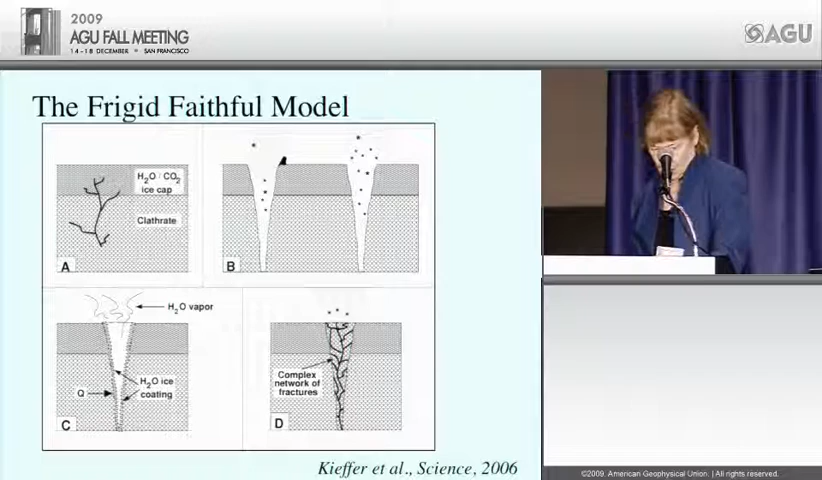 2009
AGU FALL MEETING
14-18 DECEMBER • SAN FRANCISCO
AGU
The Frigid Faithful Model
H2O / CO2
ice cap
Clathrate
A
B
H2O vapor
H2O ice
coating
Q
C
Complex
network of
fractures
D
Kieffer et al., Science, 2006
©2009. American Geophysical Union. | All rights reserved.